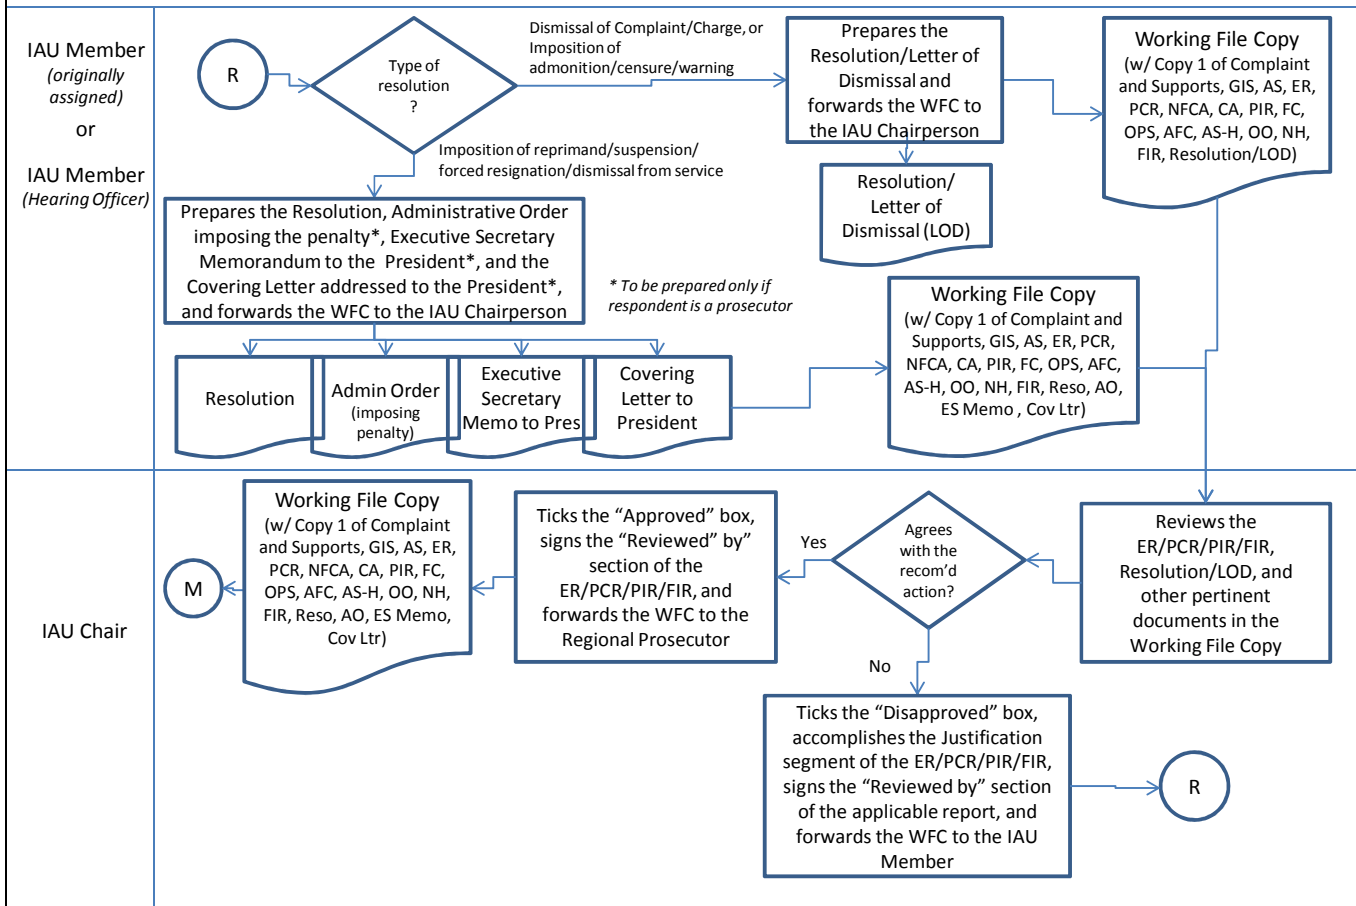 IAU Member
(originally
assigned)
or
IAU Member
(Hearing Officer)
R
Type of
resolution
?
Dismissal of Complaint/Charge, or
Imposition of
admonition/censure/warning
Prepares the
Resolution/Letter of
Dismissal and
forwards the WFC to
the IAU Chairperson
Working File Copy
(w/ Copy 1 of Complaint
and Supports, GIS, AS, ER,
PCR, NFCA, CA, PIR, FC,
OPS, AFC, AS-H, OO, NH,
FIR, Resolution/LOD)
Imposition of reprimand/suspension/
forced resignation/dismissal from service
Resolution/
Letter of
Dismissal (LOD)
Prepares the Resolution, Administrative Order
imposing the penalty*, Executive Secretary
Memorandum to the President*, and the
Covering Letter addressed to the President*,
and forwards the WFC to the IAU Chairperson
* To be prepared only if
respondent is a prosecutor
Working File Copy
(w/ Copy 1 of Complaint and
Supports, GIS, AS, ER, PCR,
NFCA, CA, PIR, FC, OPS, AFC,
AS-H, OO, NH, FIR, Reso, AO,
ES Memo , Cov Ltr)
Resolution
Admin Order
(imposing
penalty)
Executive
Secretary
Memo to Pres
Covering
Letter to
President
IAU Chair
M
Working File Copy
(w/ Copy 1 of Complaint
and Supports, GIS, AS, ER,
PCR, NFCA, CA, PIR, FC,
OPS, AFC, AS-H, OO, NH,
FIR, Reso, AO, ES Memo,
Cov Ltr)
Ticks the “Approved” box,
signs the “Reviewed by”
section of the
ER/PCR/PIR/FIR, and
forwards the WFC to the
Regional Prosecutor
Yes
Agrees
with the
recom’d
action?
No
Reviews the
ER/PCR/PIR/FIR,
Resolution/LOD, and
other pertinent
documents in the
Working File Copy
Ticks the “Disapproved” box,
accomplishes the Justification
segment of the ER/PCR/PIR/FIR,
signs the “Reviewed by” section
of the applicable report, and
forwards the WFC to the IAU
Member
R